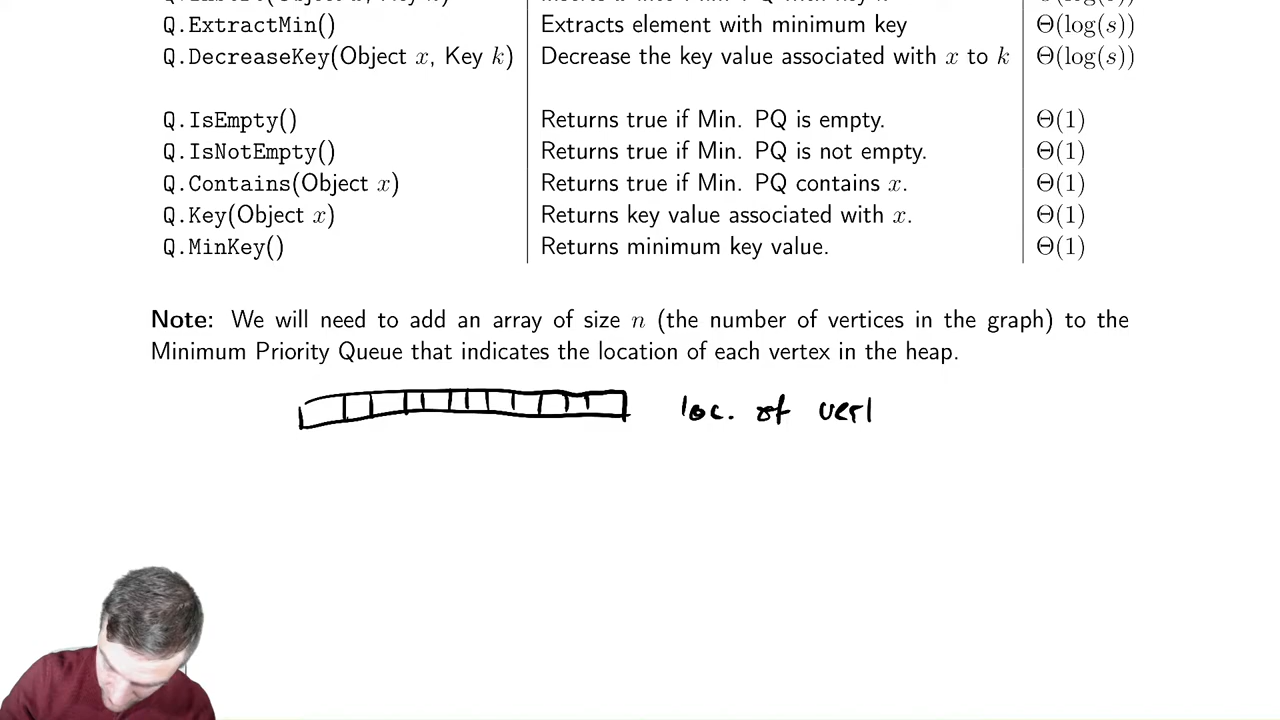 Q.ExtractMin() Extracts element with minimum key Θ(log(s))
Q.DecreaseKey(Object x, Key k) Decrease the key value associated with x to k Θ(log(s))
Q.IsEmpty() Returns true if Min. PQ is empty. Θ(1)
Q.IsNotEmpty() Returns true if Min. PQ is not empty. Θ(1)
Q.Contains(Object x) Returns true if Min. PQ contains x. Θ(1)
Q.Key(Object x) Returns key value associated with x. Θ(1)
Q.MinKey() Returns minimum key value. Θ(1)
Note: We will need to add an array of size n (the number of vertices in the graph) to the
Minimum Priority Queue that indicates the location of each vertex in the heap.
loc. of vert